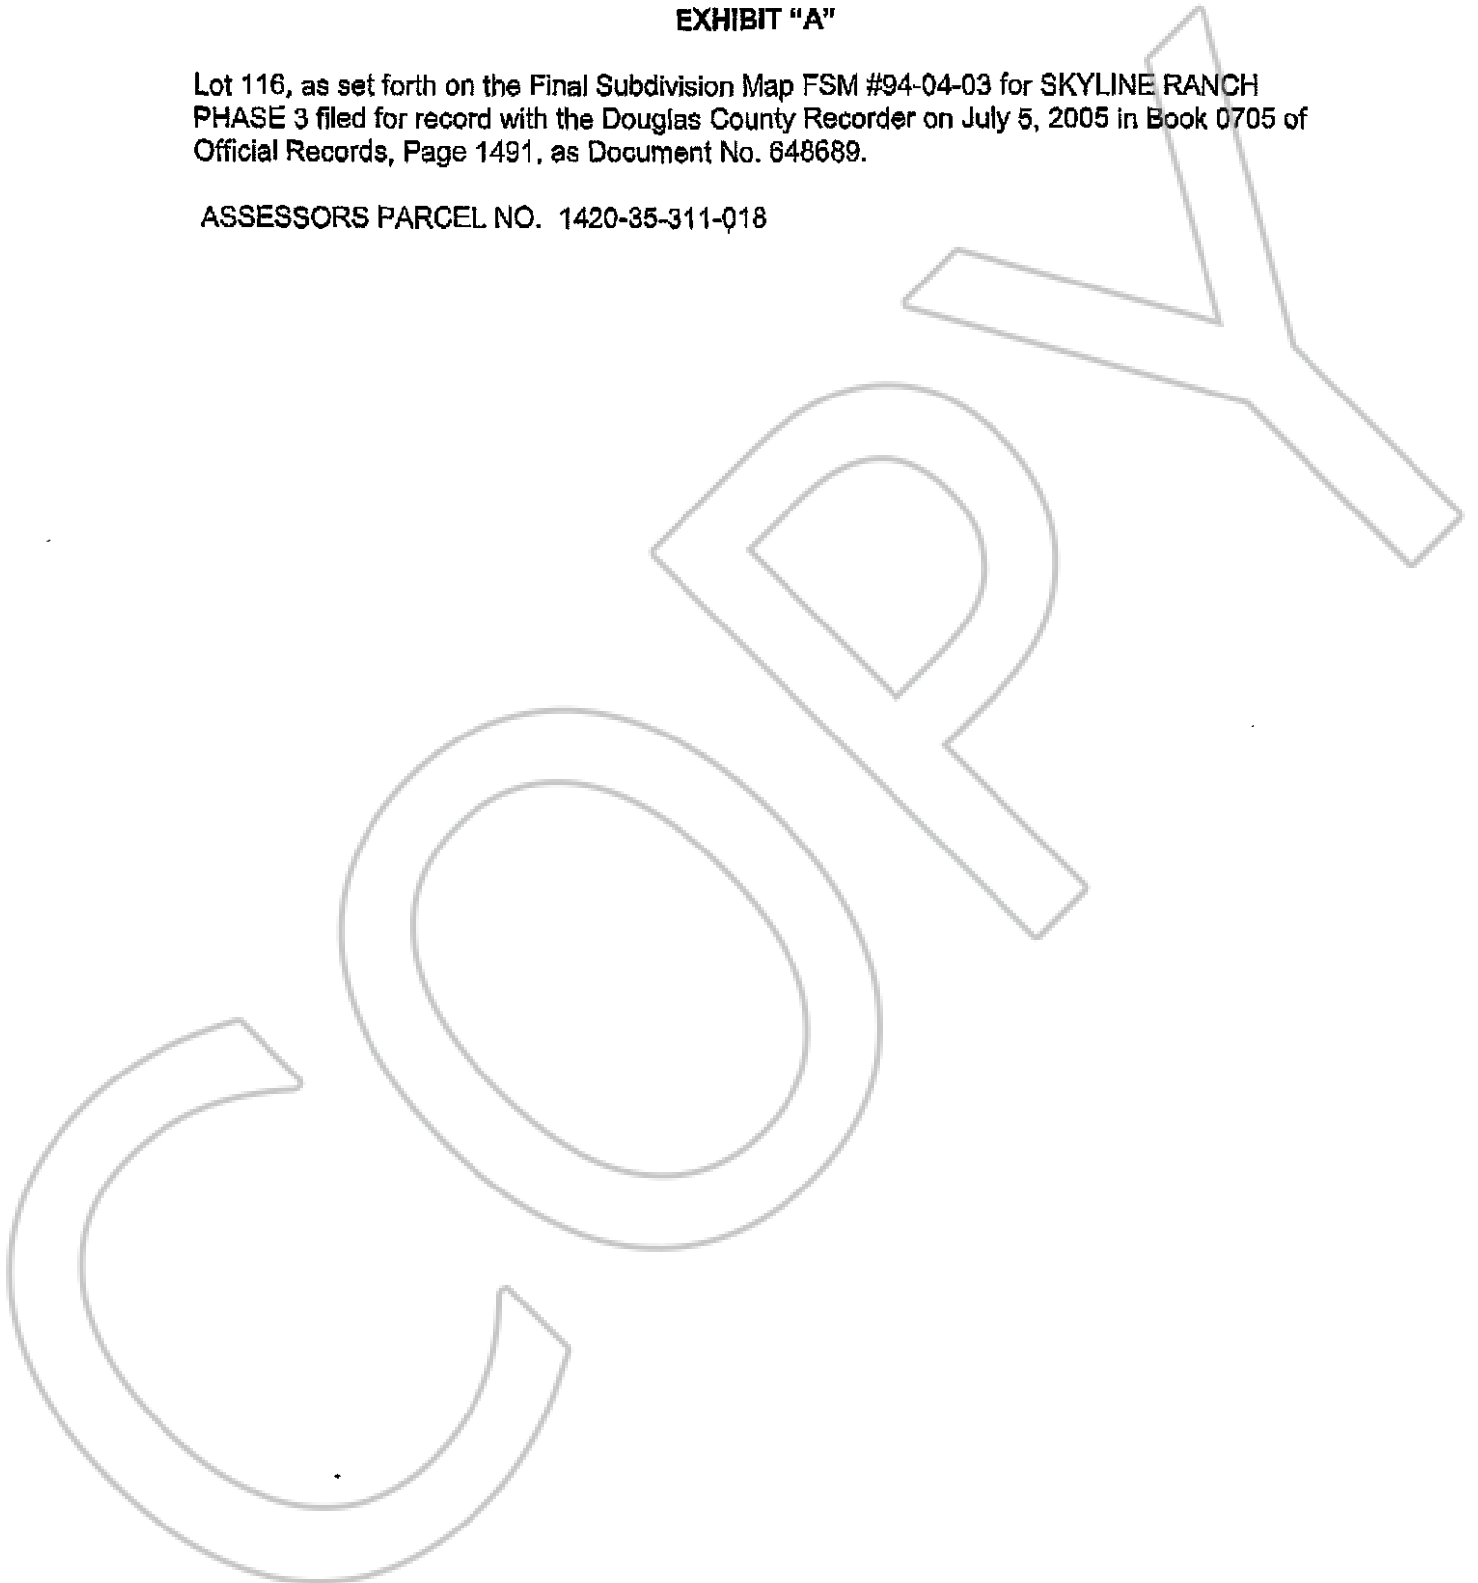 EXHIBIT “A”
Lot 116, as set forth on the Final Subdivision Map FSM #94-04-03 for SKYLINE RANCH
PHASE 3 filed for record with the Douglas County Recorder on July 5, 2005 in Book 0705 of
Official Records, Page 1491, as Document No. 648689.
ASSESSORS PARCEL NO. 1420-35-311-018
COPY